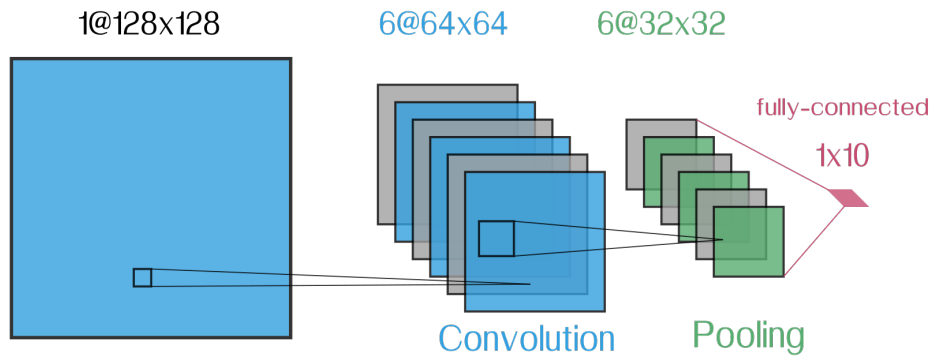 1@128x128
6@64x64
6@32x32
fully-connected
1x10
Convolution
Pooling